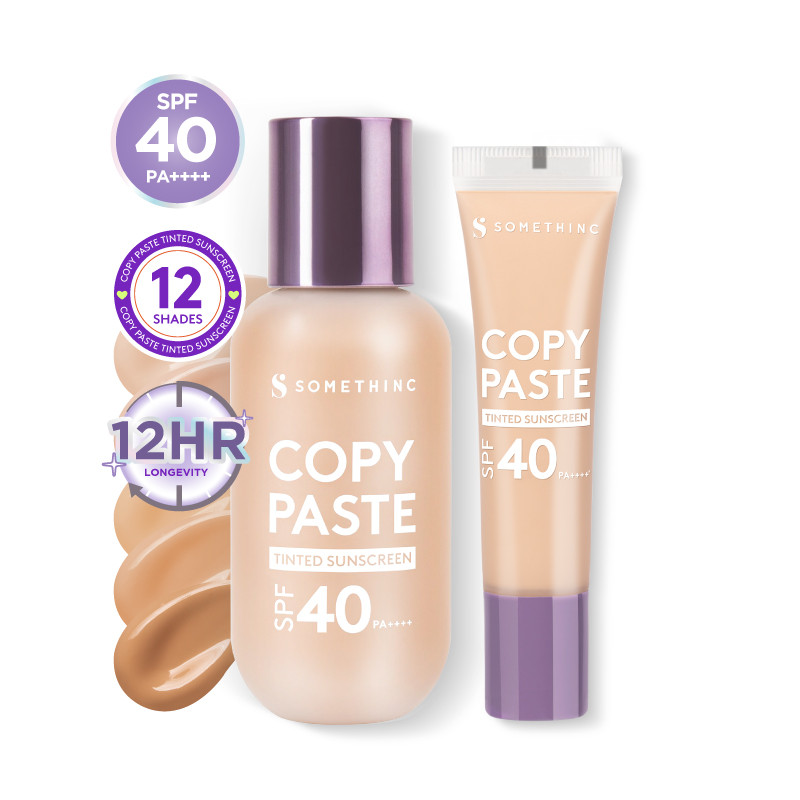 SPF
40
PA++++
COPY PASTE TINTED SUNSCREEN
12
SHADES
COPY PASTE TINTED SUNSCREEN
12HR
LONGEVITY
S SOMETHINC
COPY
PASTE
TINTED SUNSCREEN
SPF 40 PA++++
S SOMETHINC
COPY
PASTE
TINTED SUNSCREEN
SPF 40 PA++++